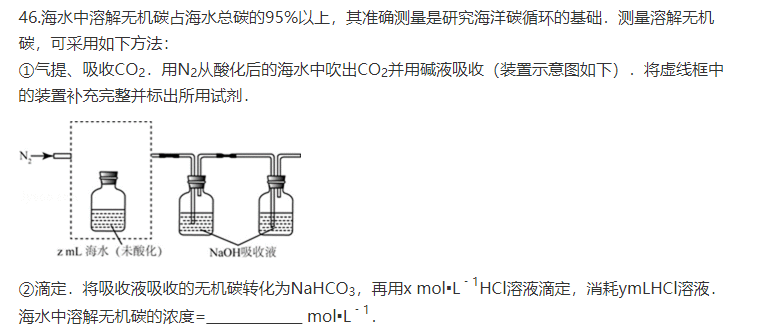 46.海水中溶解无机碳占海水总碳的95%以上，其准确测量是研究海洋碳循环的基础．测量溶解无机
碳，可采用如下方法：
①气提、吸收CO₂．用N₂从酸化后的海水中吹出CO₂并用碱液吸收（装置示意图如下）．将虚线框中
的装置补充完整并标出所用试剂．
N₂
z mL 海水（未酸化） NaOH吸收液
②滴定．将吸收液吸收的无机碳转化为NaHCO₃，再用x mol•L⁻¹HCl溶液滴定，消耗ymLHCl溶液．
海水中溶解无机碳的浓度=____________ mol•L⁻¹．